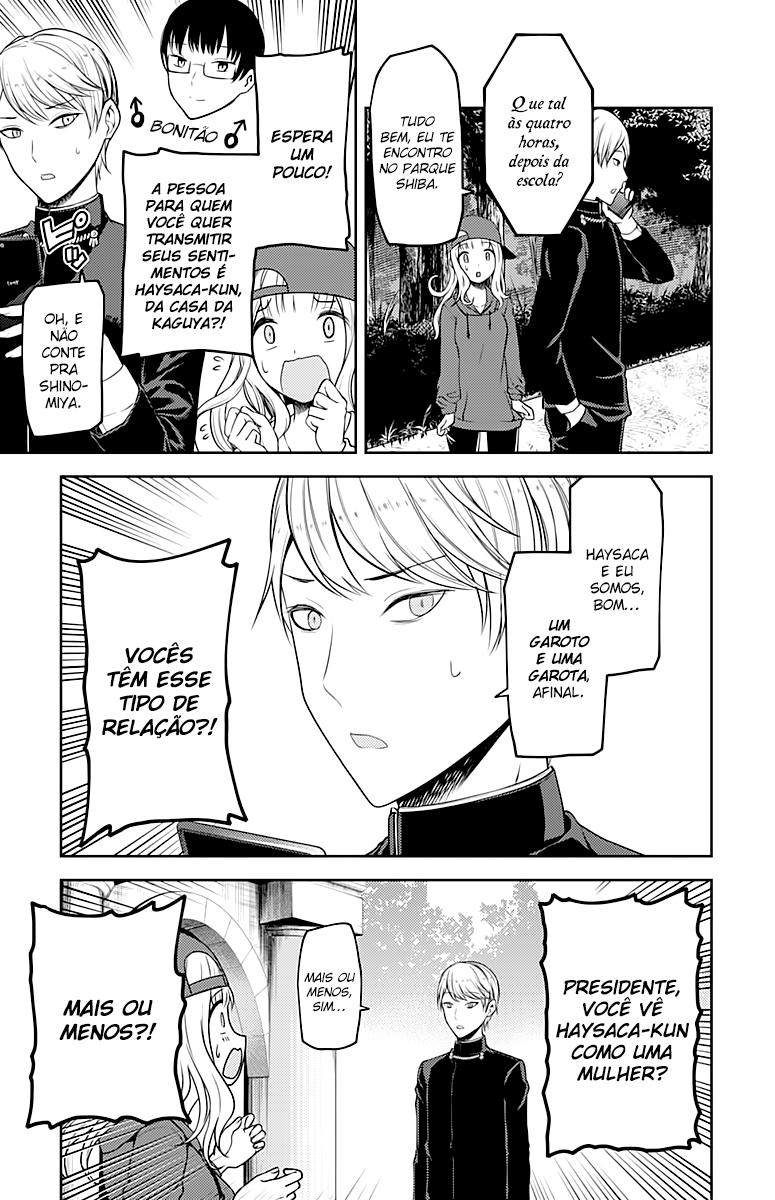 Que tal
às quatro
horas,
depois da
escola?
TUDO
BEM, EU TE
ENCONTRO
NO PARQUE
SHIBA.
ピッ
♂ BONITÃO ♂
ESPERA
UM
POUCO!
A PESSOA
PARA QUEM
VOCÊ QUER
TRANSMITIR
SEUS SENTI-
MENTOS É
HAYSACA-KUN,
DA CASA DA
KAGUYA?!
OH, E
NÃO
CONTE
PRA
SHINO-
MIYA.
HAYSACA
E EU
SOMOS,
BOM...
UM
GAROTO
E UMA
GAROTA,
AFINAL.
VOCÊS
TÊM ESSE
TIPO DE
RELAÇÃO?!
PRESIDENTE,
VOCÊ VÊ
HAYSACA-KUN
COMO UMA
MULHER?
MAIS OU
MENOS,
SIM...
MAIS OU
MENOS?!